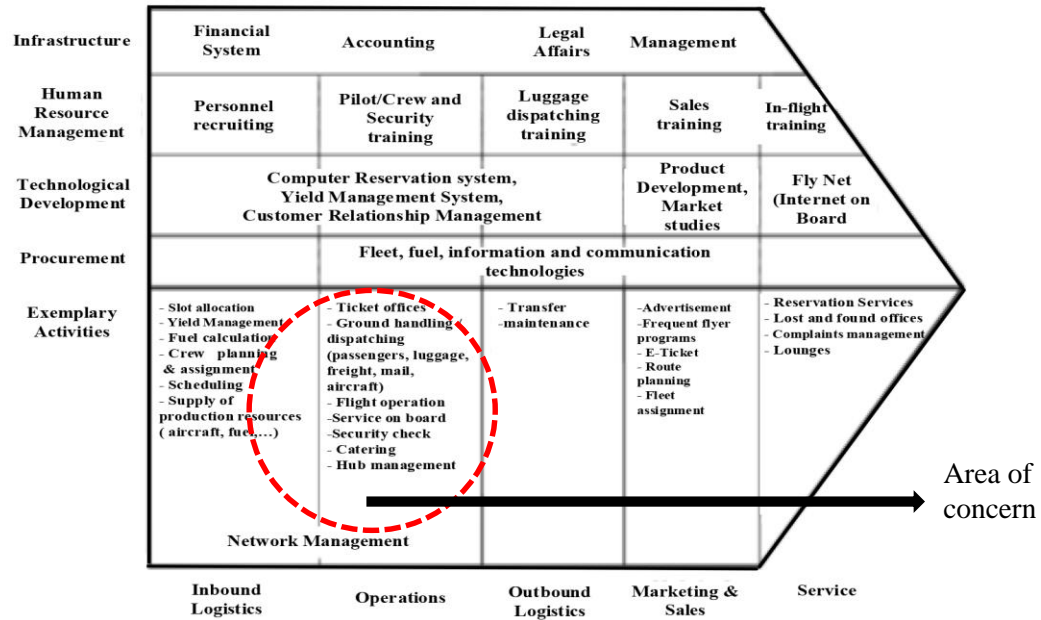 Infrastructure
Financial
System
Accounting
Legal
Affairs
Management
Human
Resource
Management
Personnel
recruiting
Pilot/Crew and
Security
training
Luggage
dispatching
training
Sales
training
In-flight
training
Technological
Development
Computer Reservation system,
Yield Management System,
Customer Relationship Management
Product
Development,
Market
studies
Fly Net
(Internet on
Board
Procurement
Fleet, fuel, information and communication
technologies
Exemplary
Activities
- Slot allocation
- Yield Management
- Fuel calculation
- Crew planning
& assignment
- Scheduling
- Supply of
production resources
( aircraft, fuel,...)
- Ticket offices
- Ground handling /
dispatching
(passengers, luggage,
freight, mail,
aircraft)
- Flight operation
-Service on board
-Security check
- Catering
- Hub management
- Transfer
-maintenance
-Advertisement
-Frequent flyer
programs
- E-Ticket
- Route
planning
- Fleet
assignment
- Reservation Services
- Lost and found offices
- Complaints management
- Lounges
Area of
concern
Network Management
Inbound
Logistics
Operations
Outbound
Logistics
Marketing &
Sales
Service